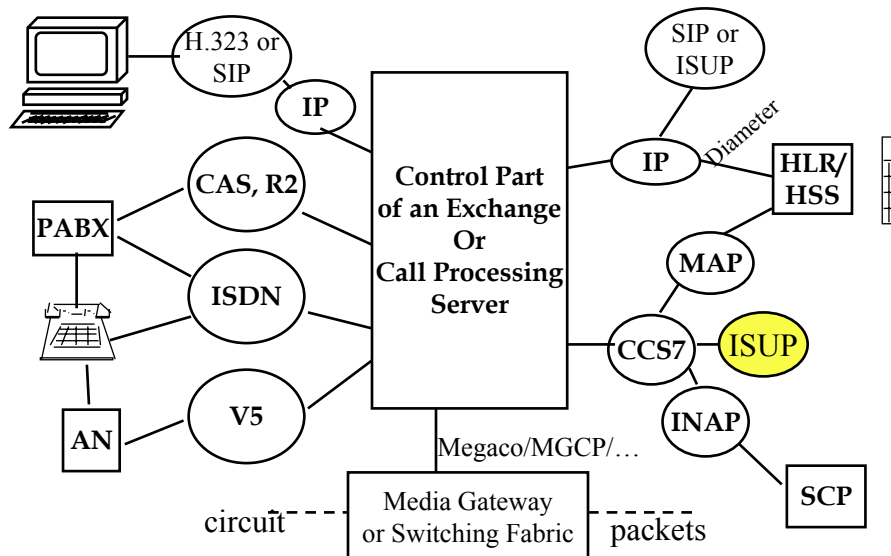 H.323 or
SIP
IP
SIP or
ISUP
IP
Diameter
HLR/
HSS
CAS, R2
PABX
Control Part
of an Exchange
Or
Call Processing
Server
MAP
ISDN
CCS7
ISUP
V5
AN
INAP
Megaco/MGCP/…
SCP
Media Gateway
or Switching Fabric
circuit
packets